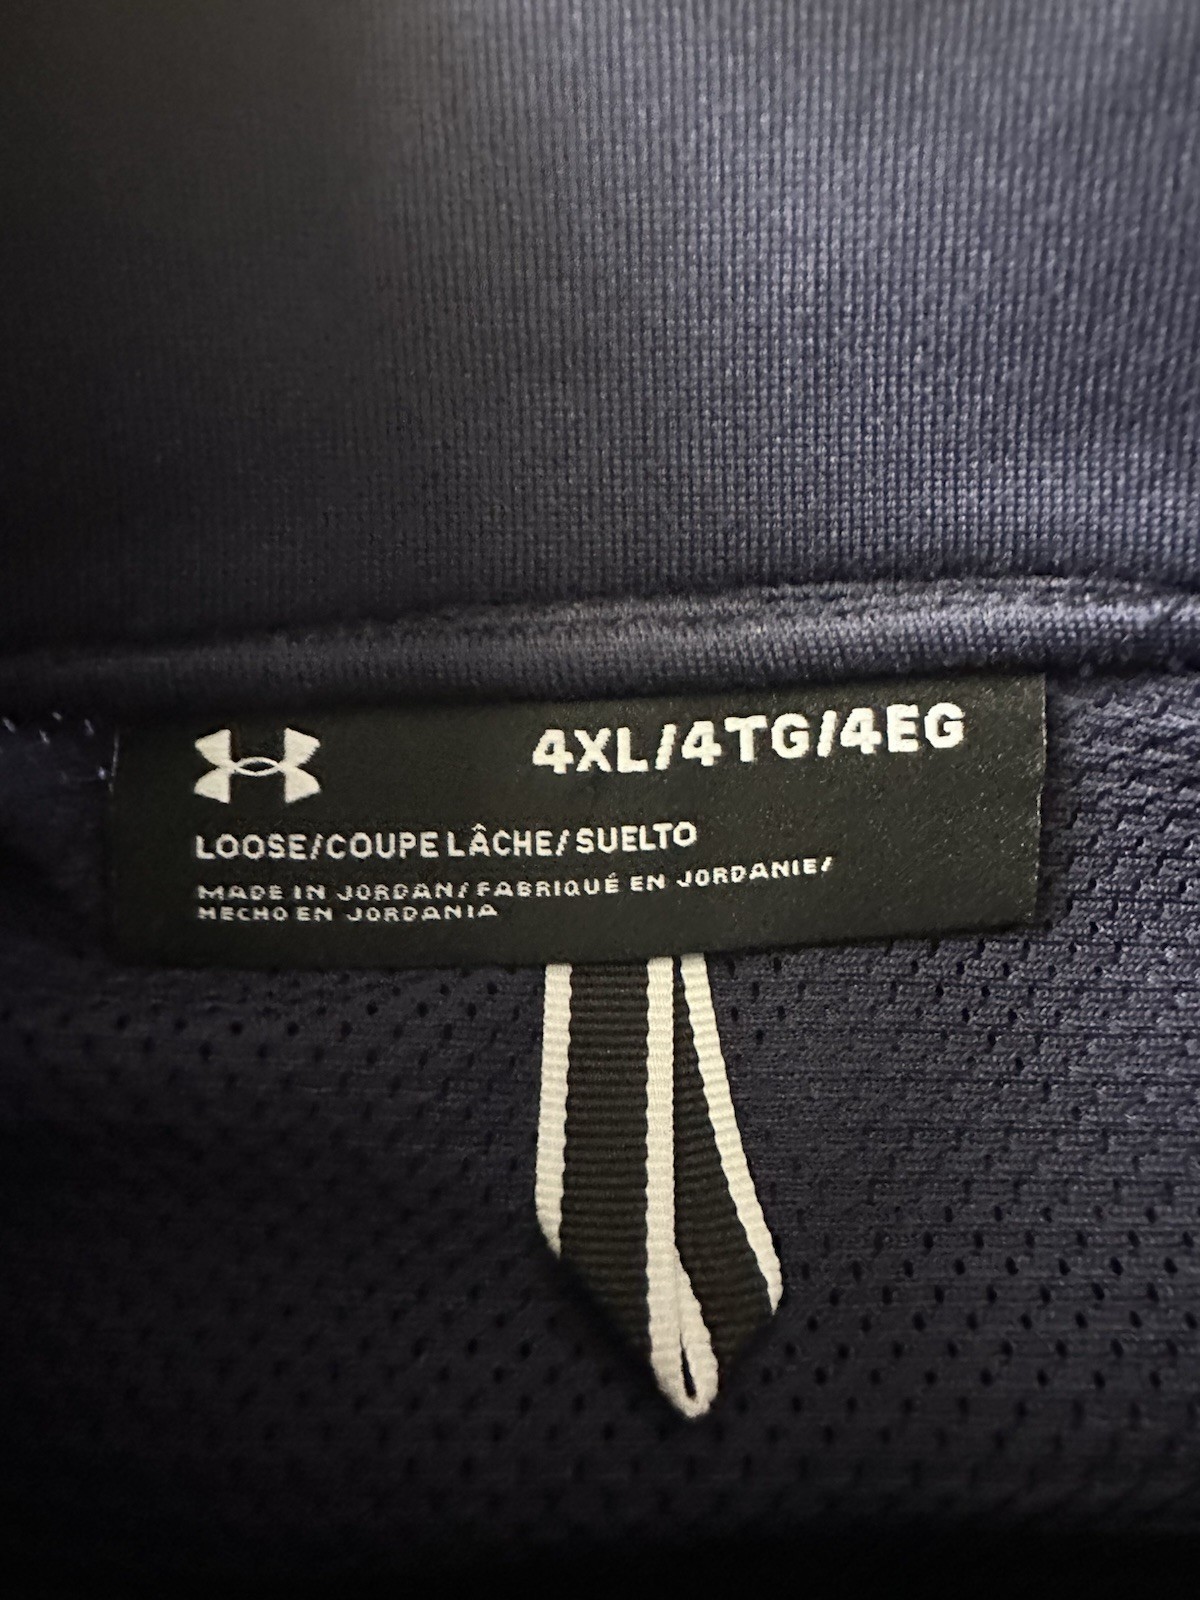 4XL/4TG/4EG
LOOSE/COUPE LÂCHE/SUELTO
MADE IN JORDAN/FABRIQUÉ EN JORDANIE/
HECHO EN JORDANIA